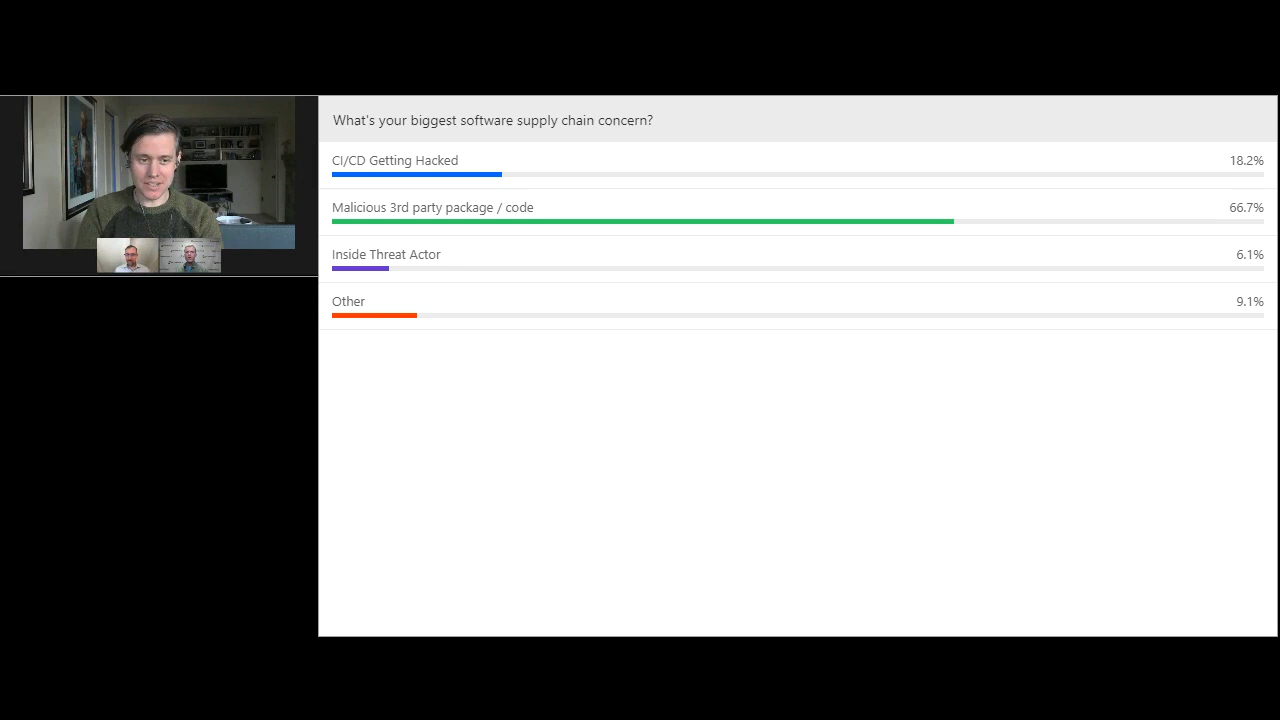 What's your biggest software supply chain concern?
CI/CD Getting Hacked 18.2%
Malicious 3rd party package / code 66.7%
Inside Threat Actor 6.1%
Other 9.1%